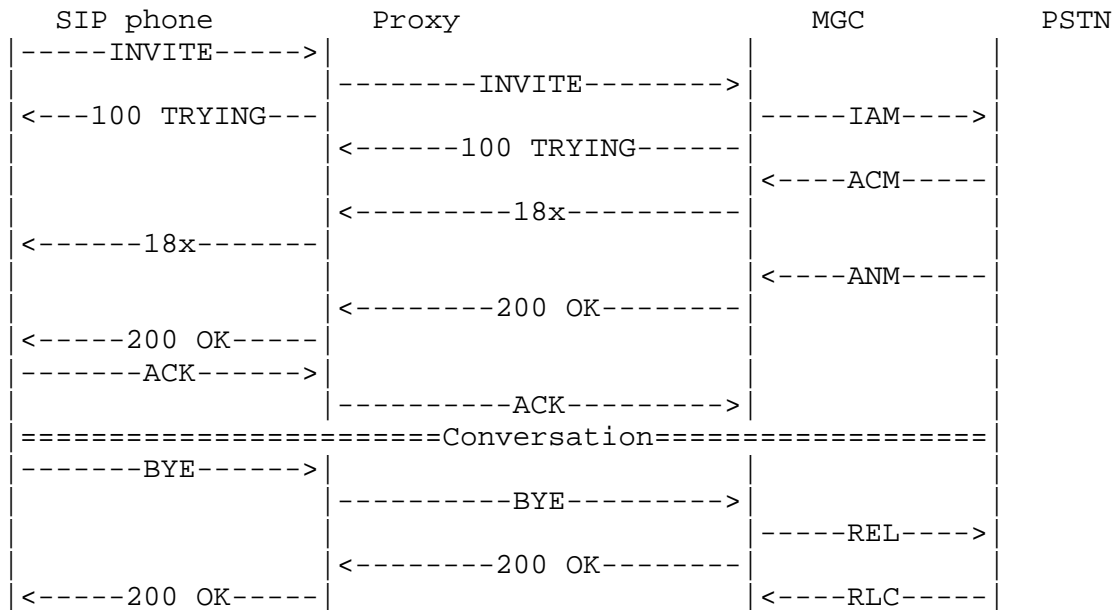 SIP phone Proxy MGC PSTN
|-----INVITE----->| | |
| |--------INVITE-------->| |
|<---100 TRYING---| |-----IAM---->|
| |<------100 TRYING------| |
| | |<----ACM-----|
| |<---------18x----------| |
|<------18x-------| | |
| | |<----ANM-----|
| |<--------200 OK--------| |
|<-----200 OK-----| | |
|-------ACK------>| | |
| |----------ACK--------->| |
|========================Conversation===================|
|-------BYE------>| | |
| |----------BYE--------->| |
| | |-----REL---->|
| |<--------200 OK--------| |
|<-----200 OK-----| |<----RLC-----|